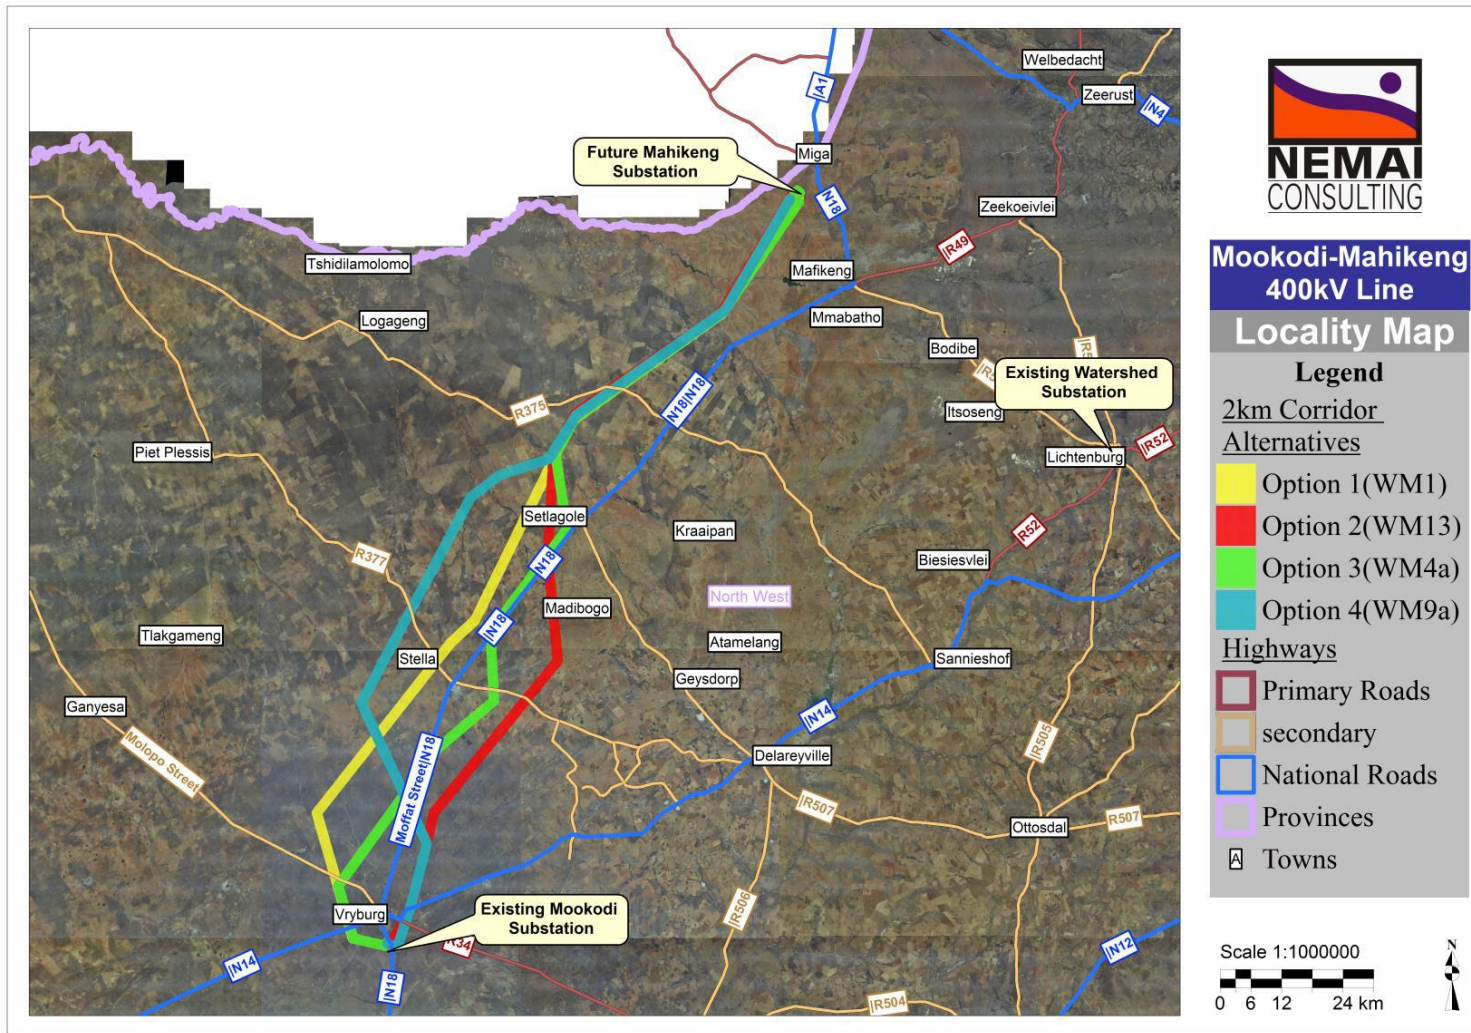 Welbedacht
Zeerust
|A1
|N4
Future Mahikeng
Substation
Miga
N18
Zeekoeivlei
|R49
Tshidilamolomo
Mafikeng
Logageng
Mmabatho
Bodibe
Existing Watershed
Substation
R375
N18|N18
Itsoseng
Piet Plessis
Lichtenburg
|R52
Setlagole
Kraaipan
R52
R377
N18
Biesiesvlei
North West
Madibogo
Tlakgameng
|N18
Atamelang
Stella
Sannieshof
Geysdorp
Ganyesa
|N14
Molopo Street
Moffat Street|N18
Delareyville
|R505
|R507
R507
Ottosdal
Vryburg
Existing Mookodi
Substation
|R506
R34
|N14
|N12
|N18
|R504
NEMAI
CONSULTING
Mookodi-Mahikeng
400kV Line
Locality Map
Legend
2km Corridor
Alternatives
Option 1(WM1)
Option 2(WM13)
Option 3(WM4a)
Option 4(WM9a)
Highways
Primary Roads
secondary
National Roads
Provinces
A Towns
Scale 1:1000000
0 6 12 24 km
N